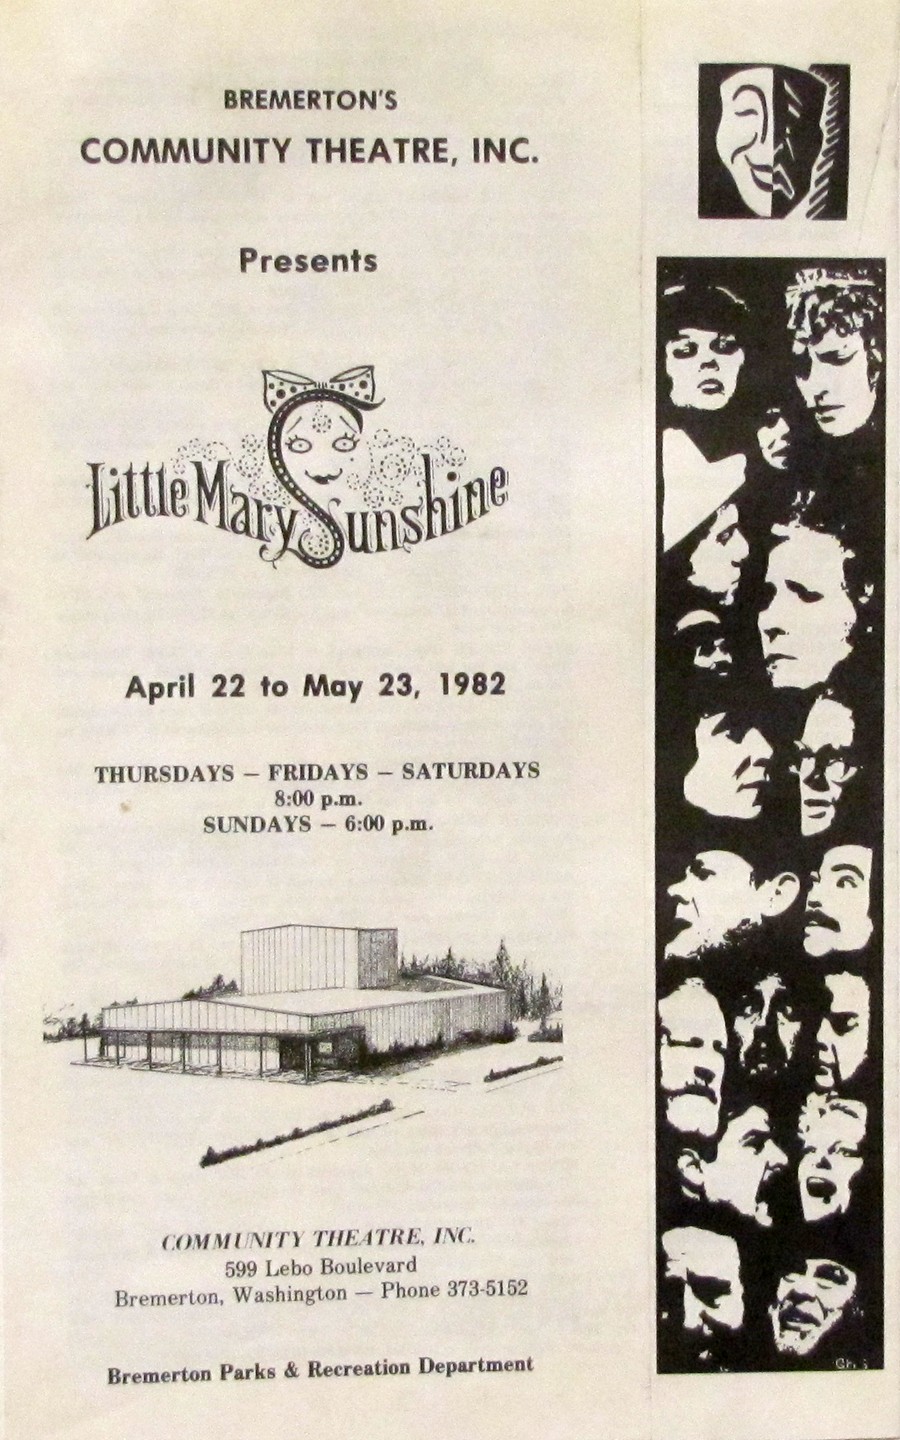 BREMERTON'S
COMMUNITY THEATRE, INC.
Presents
Little Mary Sunshine
April 22 to May 23, 1982
THURSDAYS — FRIDAYS — SATURDAYS
8:00 p.m.
SUNDAYS — 6:00 p.m.
COMMUNITY THEATRE, INC.
599 Lebo Boulevard
Bremerton, Washington — Phone 373-5152
Bremerton Parks & Recreation Department